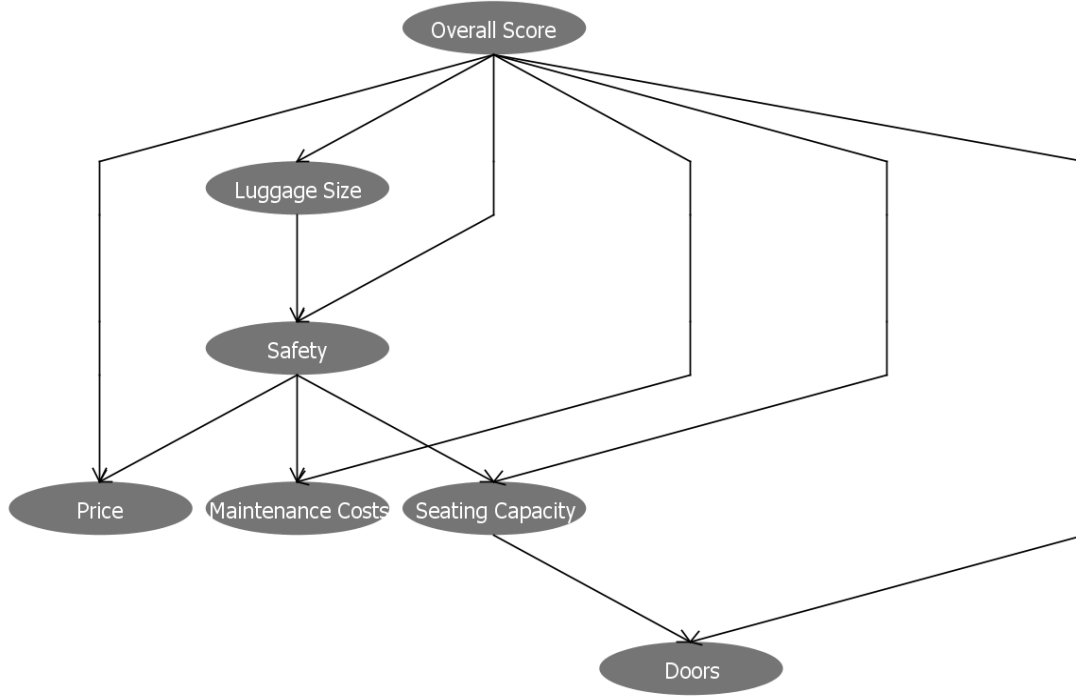 Overall Score
Luggage Size
Safety
Price
Maintenance Costs
Seating Capacity
Doors